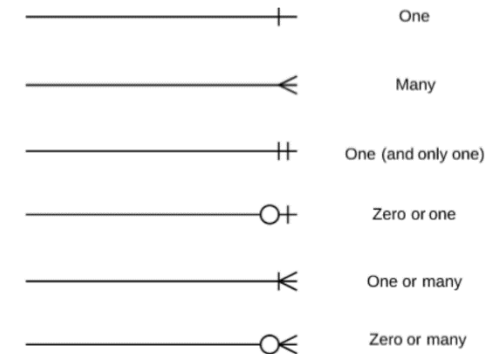 One
Many
One (and only one)
Zero or one
One or many
Zero or many